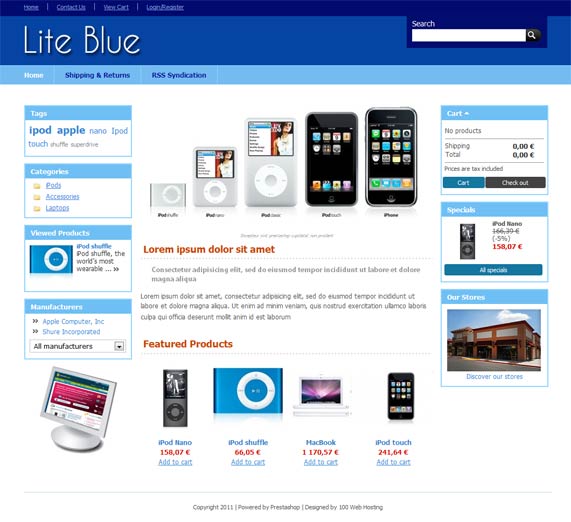 Home | Contact Us | View Cart | Login/Register
Search
Lite Blue
Home
Shipping & Returns
RSS Syndication
Tags
ipod apple nano Ipod
touch shuffle superdrive
Categories
iPods
Accessories
Laptops
Viewed Products
iPod shuffle
iPod shuffle, the
world's most
wearable ... »
Manufacturers
» Apple Computer, Inc
» Shure Incorporated
All manufacturers
iPod shuffle
iPod nano
iPod classic
iPod touch
iPhone
Lorem ipsum dolor sit amet
Consectetur adipisicing elit, sed do eiusmod tempor incididunt ut labore et dolore
magna aliqua
Lorem ipsum dolor sit amet, consectetur adipisicing elit, sed do eiusmod tempor incididunt ut
labore et dolore magna aliqua. Ut enim ad minim veniam, quis nostrud exercitation ullamco laboris
culpa qui officia deserunt mollit anim id est laborum
Featured Products
iPod Nano
158,07 €
Add to cart
iPod shuffle
66,05 €
Add to cart
MacBook
1 170,57 €
Add to cart
iPod touch
241,64 €
Add to cart
Cart
No products
Shipping 0,00 €
Total 0,00 €
Prices are tax included
Cart
Check out
Specials
iPod Nano
166,39 €
(-5%)
158,07 €
All specials
Our Stores
Discover our stores
Copyright 2011 | Powered by Prestashop | Designed by 100 Web Hosting